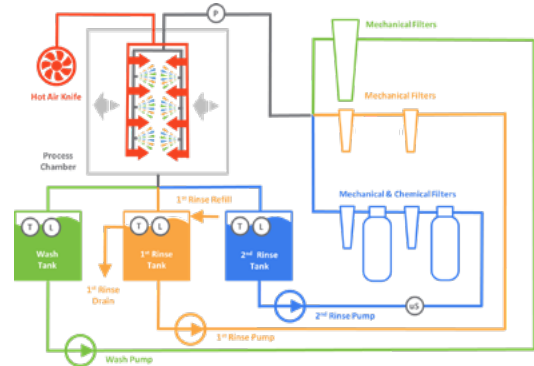 P
Mechanical Filters
Hot Air Knife
Mechanical Filters
Process
Chamber
1st Rinse Refill
Mechanical & Chemical Filters
T L
T L
T L
Wash
Tank
1st Rinse
Tank
2nd Rinse
Tank
1st Rinse
Drain
uS
2nd Rinse Pump
1st Rinse Pump
Wash Pump